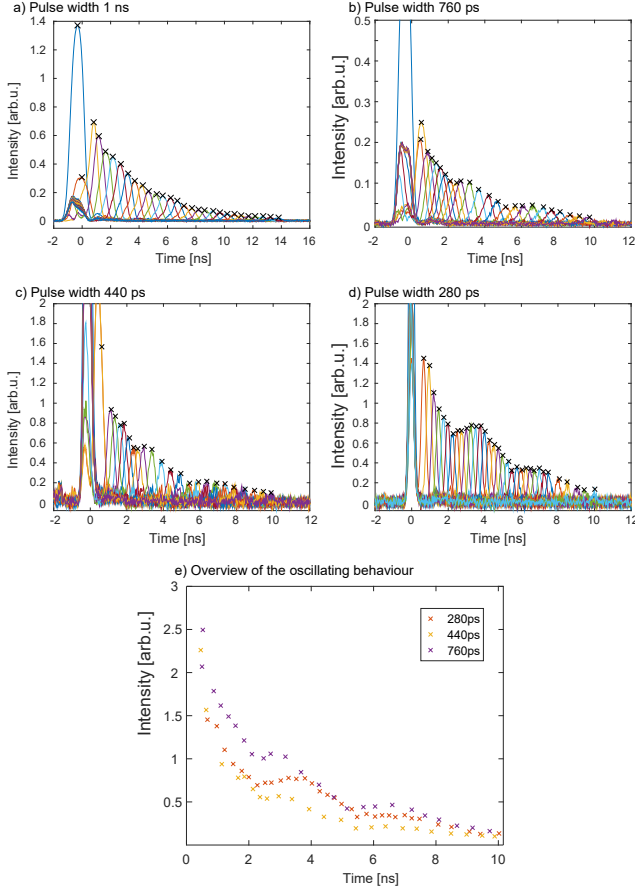 a) Pulse width 1 ns
b) Pulse width 760 ps
Intensity [arb.u.]
1.4
1.2
1
0.8
0.6
0.4
0.2
0
-2 0 2 4 6 8 10 12 14 16
Time [ns]
Intensity [arb.u.]
0.5
0.4
0.3
0.2
0.1
0
-2 0 2 4 6 8 10 12
Time [ns]
c) Pulse width 440 ps
d) Pulse width 280 ps
Intensity [arb.u.]
2
1.8
1.6
1.4
1.2
1
0.8
0.6
0.4
0.2
0
-2 0 2 4 6 8 10 12
Time [ns]
Intensity [arb.u.]
2
1.8
1.6
1.4
1.2
1
0.8
0.6
0.4
0.2
0
-2 0 2 4 6 8 10 12
Time [ns]
e) Overview of the oscillating behaviour
Intensity [arb.u.]
3
2.5
2
1.5
1
0.5
0 2 4 6 8 10
Time [ns]
280ps
440ps
760ps